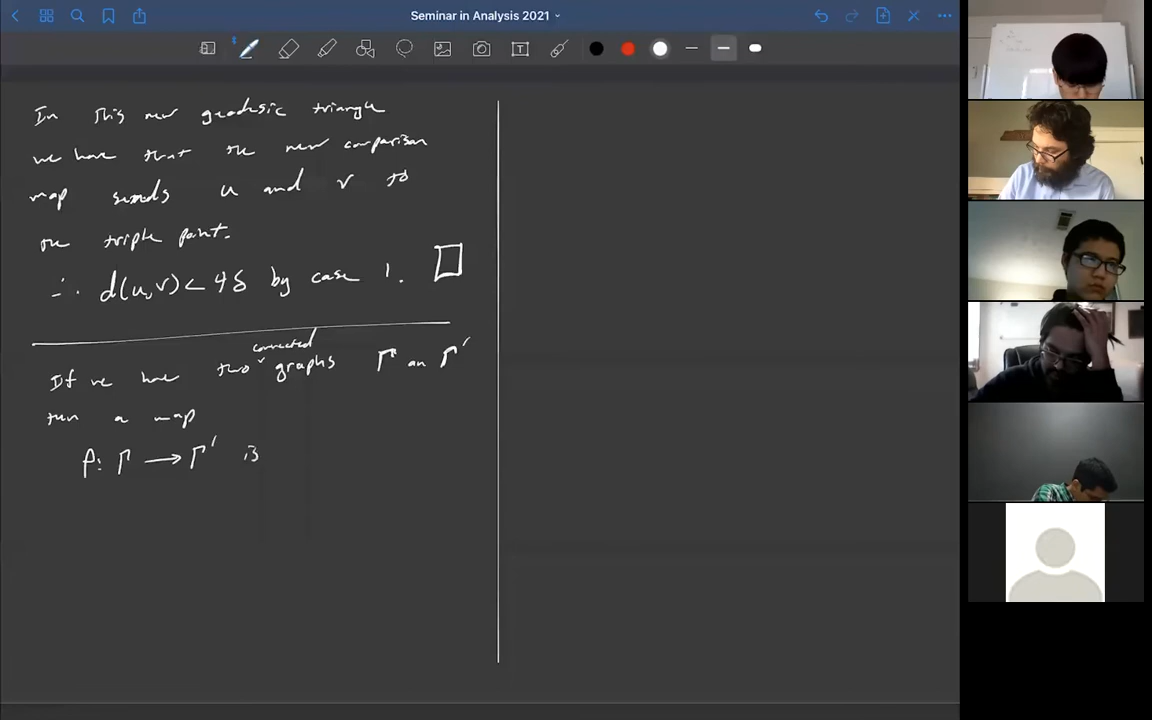 Seminar in Analysis 2021
In this new geodesic triangle
we have that the new comparison
map sends u and v to
the triple point.
∴ d(u,v) < 4δ by case 1. □
If we have two connected graphs Γ an Γ'
then a map
f: Γ → Γ' is